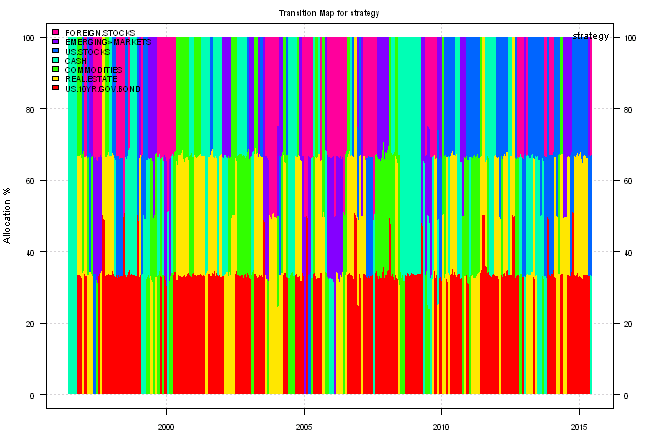 Transition Map for strategy
strategy
FOREIGN.STOCKS
EMERGING>MARKETS
US.STOCKS
CASH
COMMODITIES
REAL.ESTATE
US.10YR.GOV.BOND
Allocation %
100
80
60
40
20
0
100
80
60
40
20
0
2000 2005 2010 2015